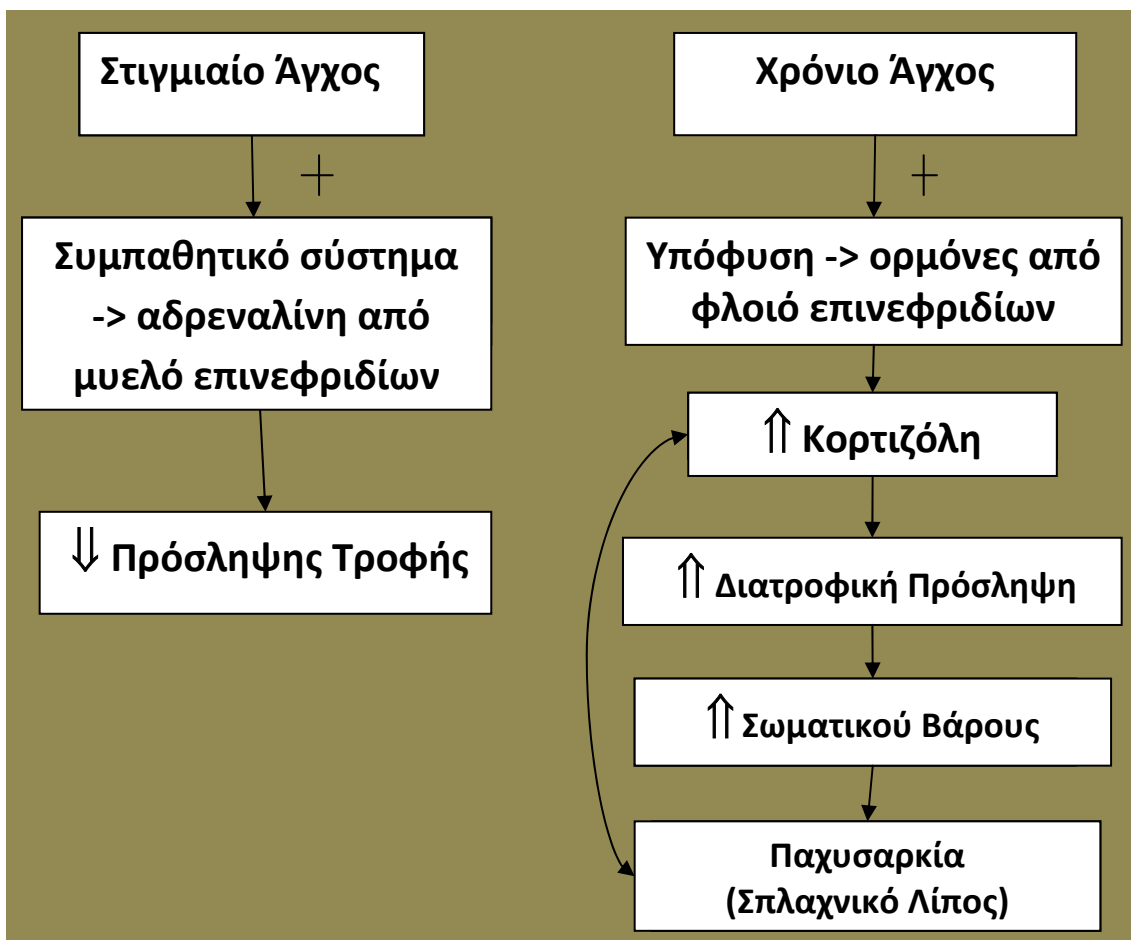 Στιγμιαίο Άγχος
+
Συμπαθητικό σύστημα
-> αδρεναλίνη από
μυελό επινεφριδίων
⇓ Πρόσληψης Τροφής
Χρόνιο Άγχος
+
Υπόφυση -> ορμόνες από
φλοιό επινεφριδίων
⇑ Κορτιζόλη
⇑ Διατροφική Πρόσληψη
⇑ Σωματικού Βάρους
Παχυσαρκία
(Σπλαχνικό Λίπος)